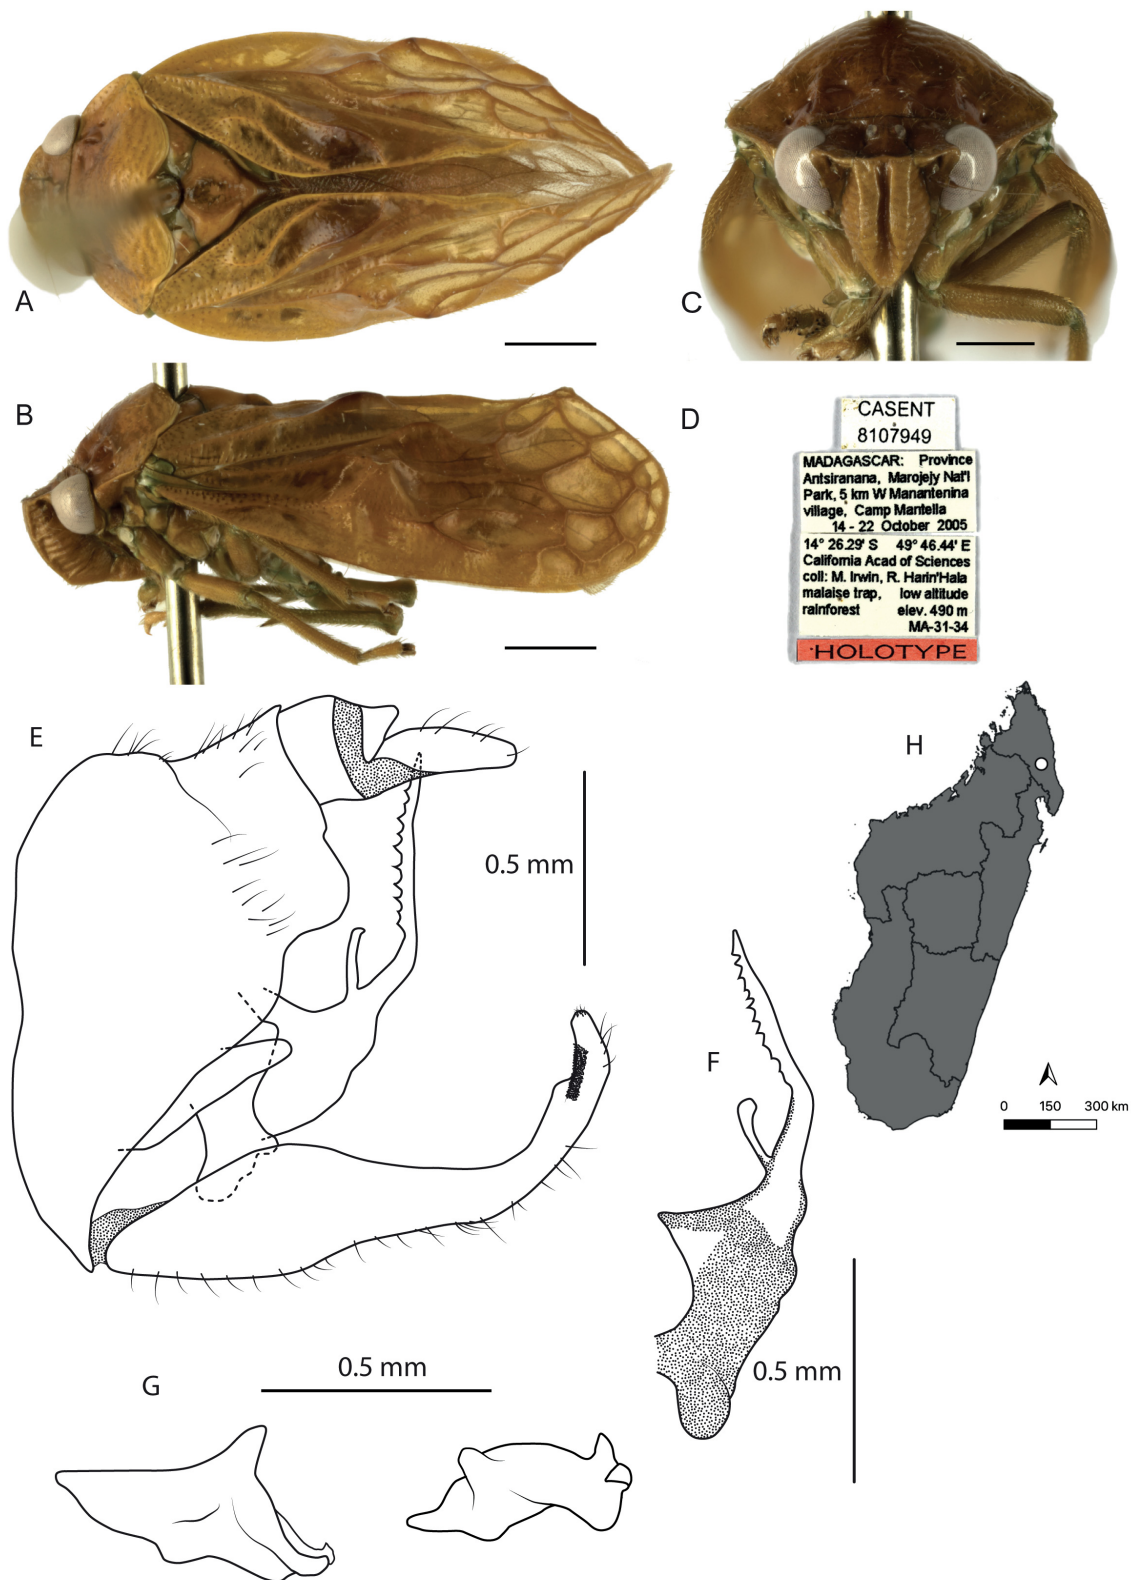 A
C
B
D
CASENT
8107949
MADAGASCAR: Province
Antsiranana, Marojejy Nat'l
Park, 5 km W Manantenina
village, Camp Mantella
14 - 22 October 2005
14° 26.29' S 49° 46.44' E
California Acad of Sciences
coll: M. Irwin, R. Harin'Hala
malaise trap, low altitude
rainforest elev. 490 m
MA-31-34
HOLOTYPE
E
0.5 mm
H
0 150 300 km
F
0.5 mm
G
0.5 mm